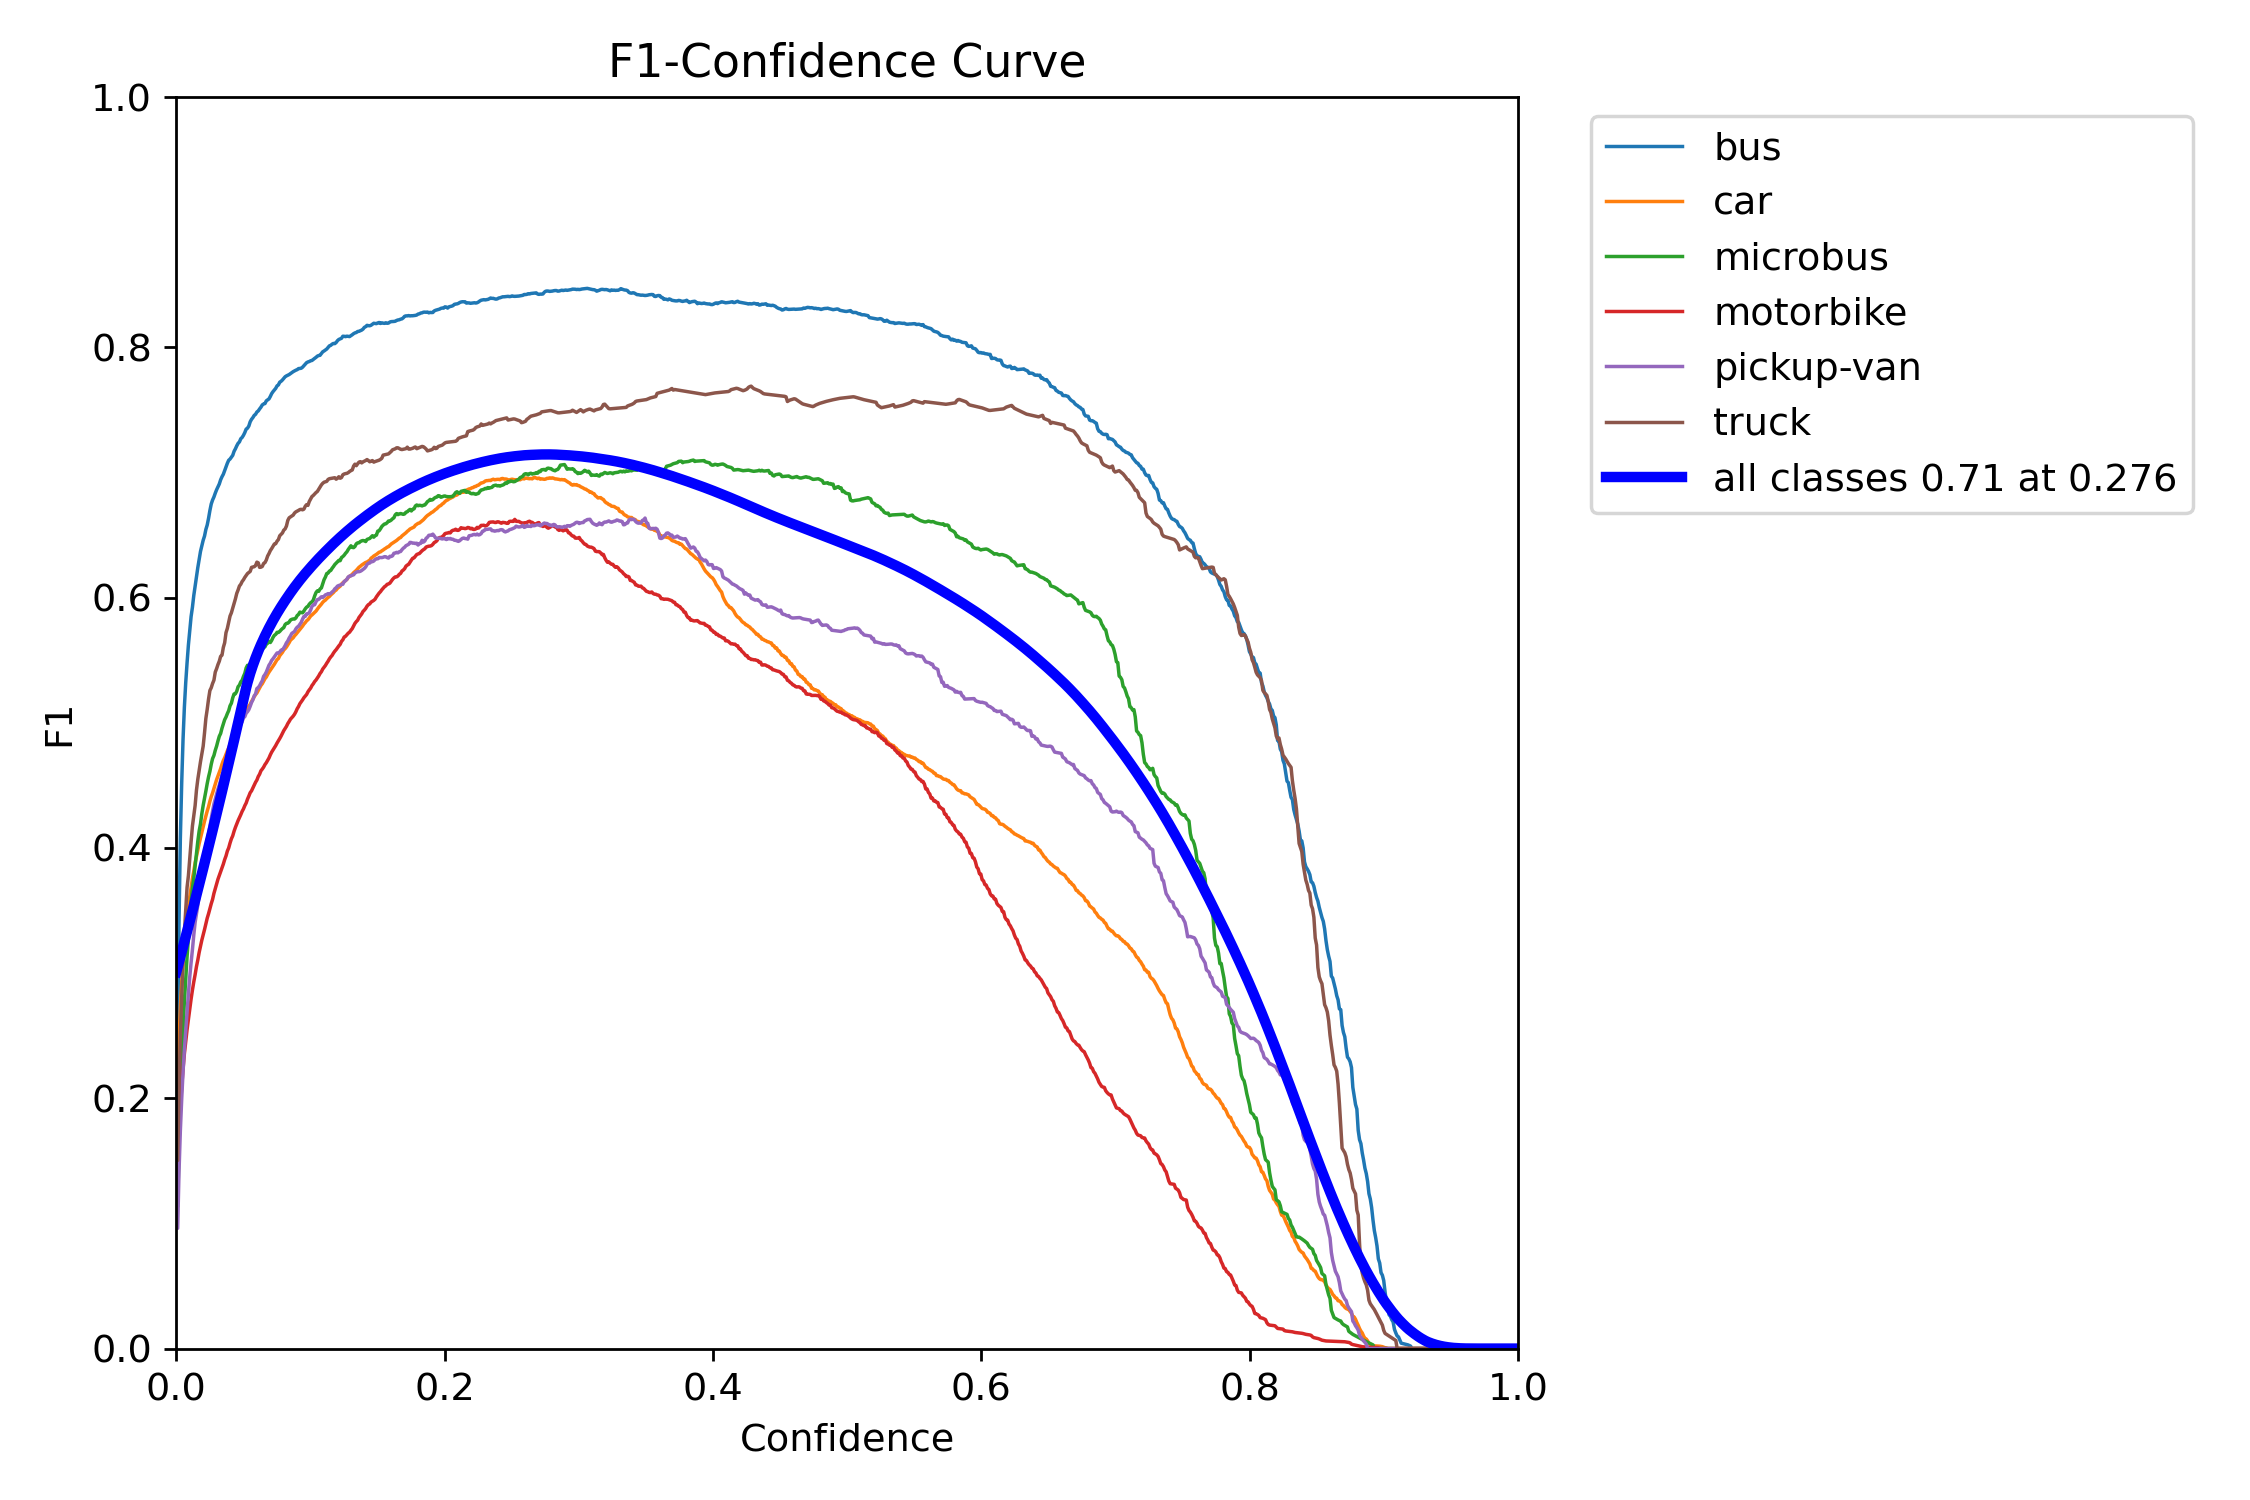 F1-Confidence Curve
1.0
0.8
0.6
0.4
0.2
0.0
F1
0.0 0.2 0.4 0.6 0.8 1.0
Confidence
bus
car
microbus
motorbike
pickup-van
truck
all classes 0.71 at 0.276